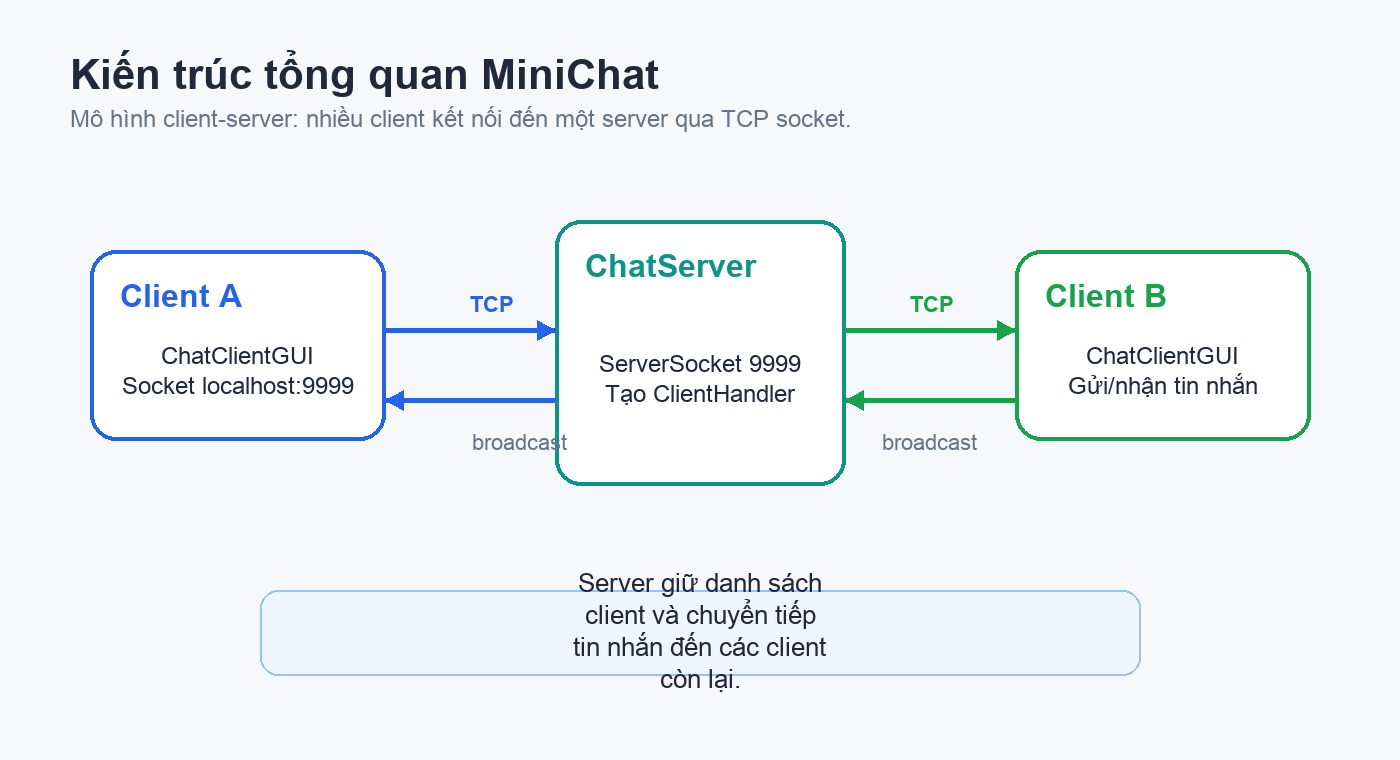 Kiến trúc tổng quan MiniChat
Mô hình client-server: nhiều client kết nối đến một server qua TCP socket.
Client A
ChatClientGUI
Socket localhost:9999
TCP
broadcast
ChatServer
ServerSocket 9999
Tạo ClientHandler
TCP
broadcast
Client B
ChatClientGUI
Gửi/nhận tin nhắn
Server giữ danh sách
client và chuyển tiếp
tin nhắn đến các client
còn lại.